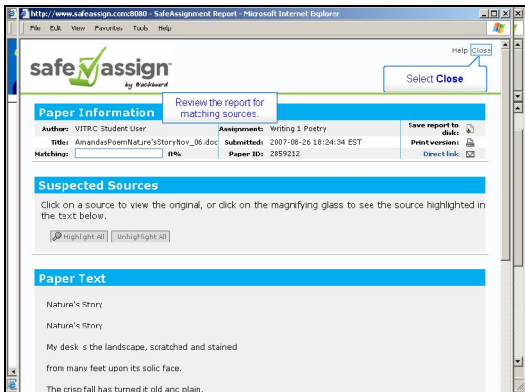 http://www.safeassign.com:8080 - SafeAssignment Report - Microsoft Internet Explorer
File Edit View Favorites Tools Help
Help Close
safe assign™
by Blackboard
Select Close
Review the report for
matching sources.
Paper Information
Author: VITRC Student User
Assignment: Writing 1 Poetry
Save report to
disk:
Title: AmandasPoemNature'sStoryNov_06.doc
Submitted: 2007-08-26 18:24:34 EST
Print version:
Matching: 0%
Paper ID: 2859212
Direct link
Suspected Sources
Click on a source to view the original, or click on the magnifying glass to see the source highlighted in
the text below.
Highlight All Unhighlight All
Paper Text
Nature's Story
Nature's Story
My desk is the landscape, scratched and stained
from many feet upon its solid face.
The crisp fall has turned it old and plain.